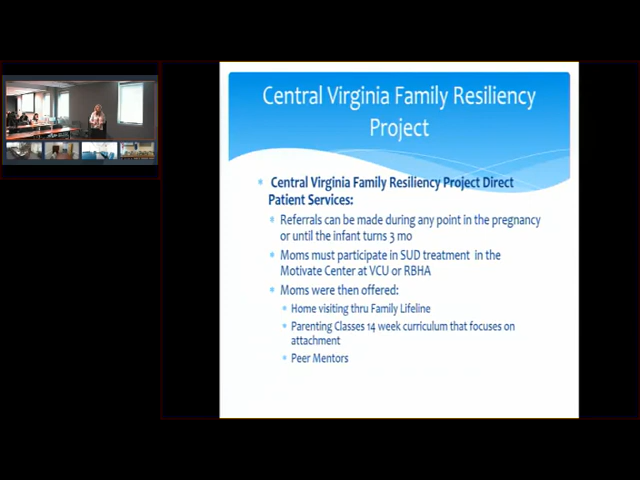 Central Virginia Family Resiliency
Project
Central Virginia Family Resiliency Project Direct
Patient Services:
Referrals can be made during any point in the pregnancy
or until the infant turns 3 mo
Moms must participate in SUD treatment in the
Motivate Center at VCU or RBHA
Moms were then offered:
Home visiting thru Family Lifeline
Parenting Classes 14 week curriculum that focuses on
attachment
Peer Mentors